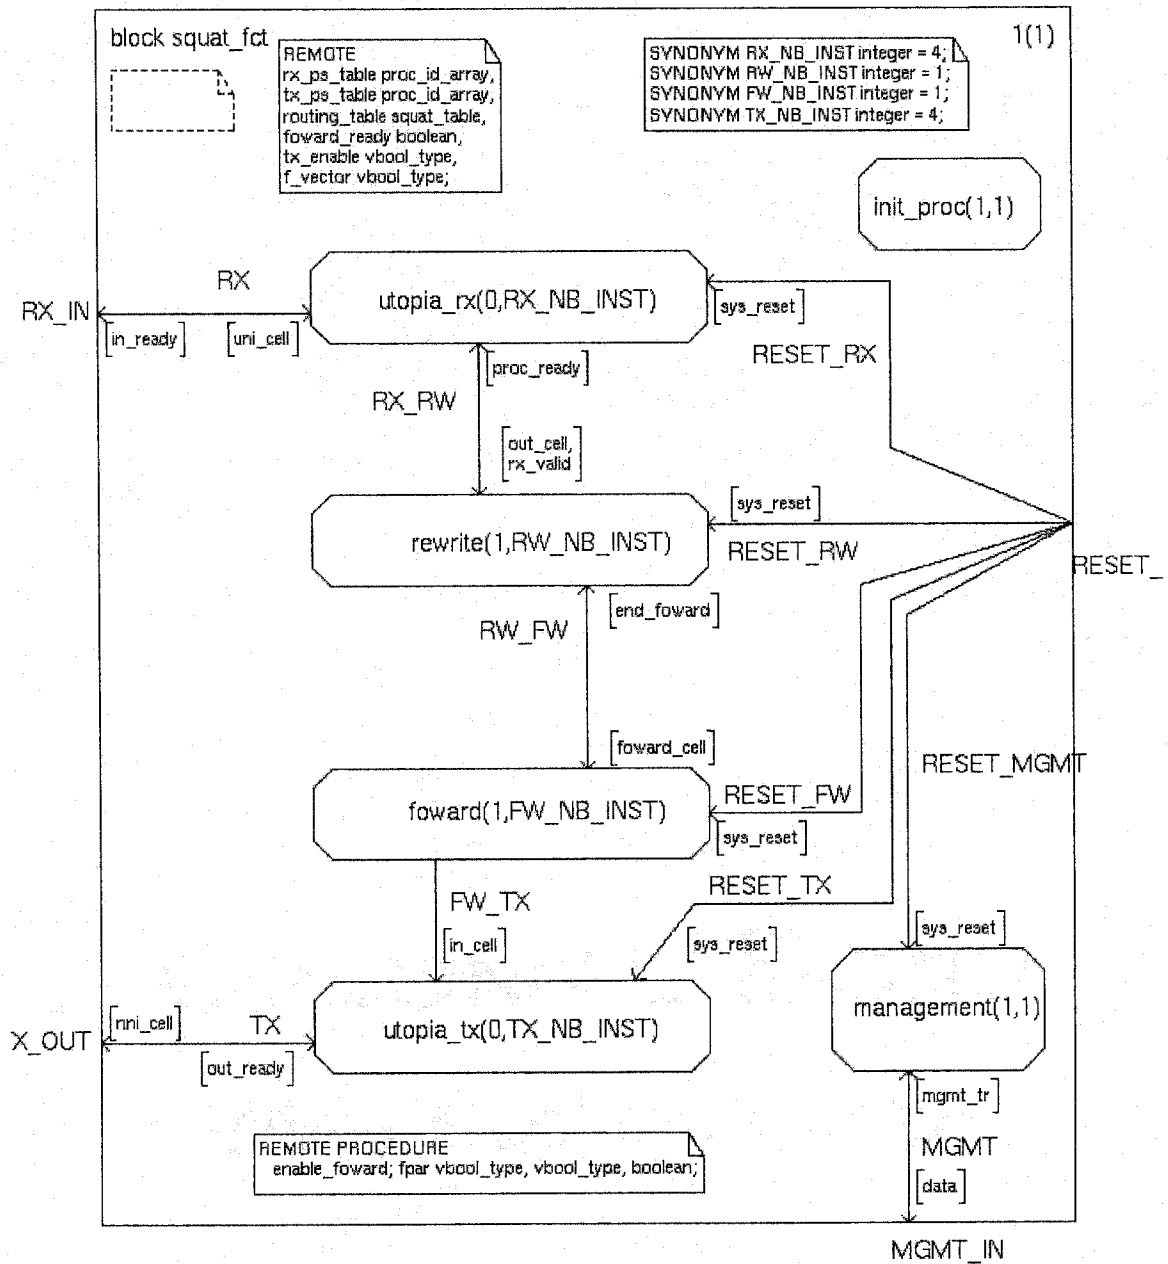 block squat_fct
1(1)
REMOTE
rx_ps_table proc_id_array,
tx_ps_table proc_id_array,
routing_table squat_table,
foward_ready boolean,
tx_enable vbool_type,
f_vector vbool_type;
SYNONYM RX_NB_INST integer = 4;
SYNONYM RW_NB_INST integer = 1;
SYNONYM FW_NB_INST integer = 1;
SYNONYM TX_NB_INST integer = 4;
init_proc(1,1)
RX_IN
RX
[in_ready]
[uni_cell]
utopia_rx(0,RX_NB_INST)
[sys_reset]
RESET_RX
[proc_ready]
RX_RW
[out_cell,
rx_valid]
[sys_reset]
rewrite(1,RW_NB_INST)
RESET_RW
RESET_
[end_foward]
RW_FW
[foward_cell]
RESET_MGMT
foward(1,FW_NB_INST)
RESET_FW
[sys_reset]
RESET_TX
FW_TX
[in_cell]
[sys_reset]
[sys_reset]
management(1,1)
X_OUT
[nni_cell]
TX
[out_ready]
utopia_tx(0,TX_NB_INST)
[mgmt_tr]
MGMT
[data]
MGMT_IN
REMOTE PROCEDURE
enable_foward; fpar vbool_type, vbool_type, boolean;